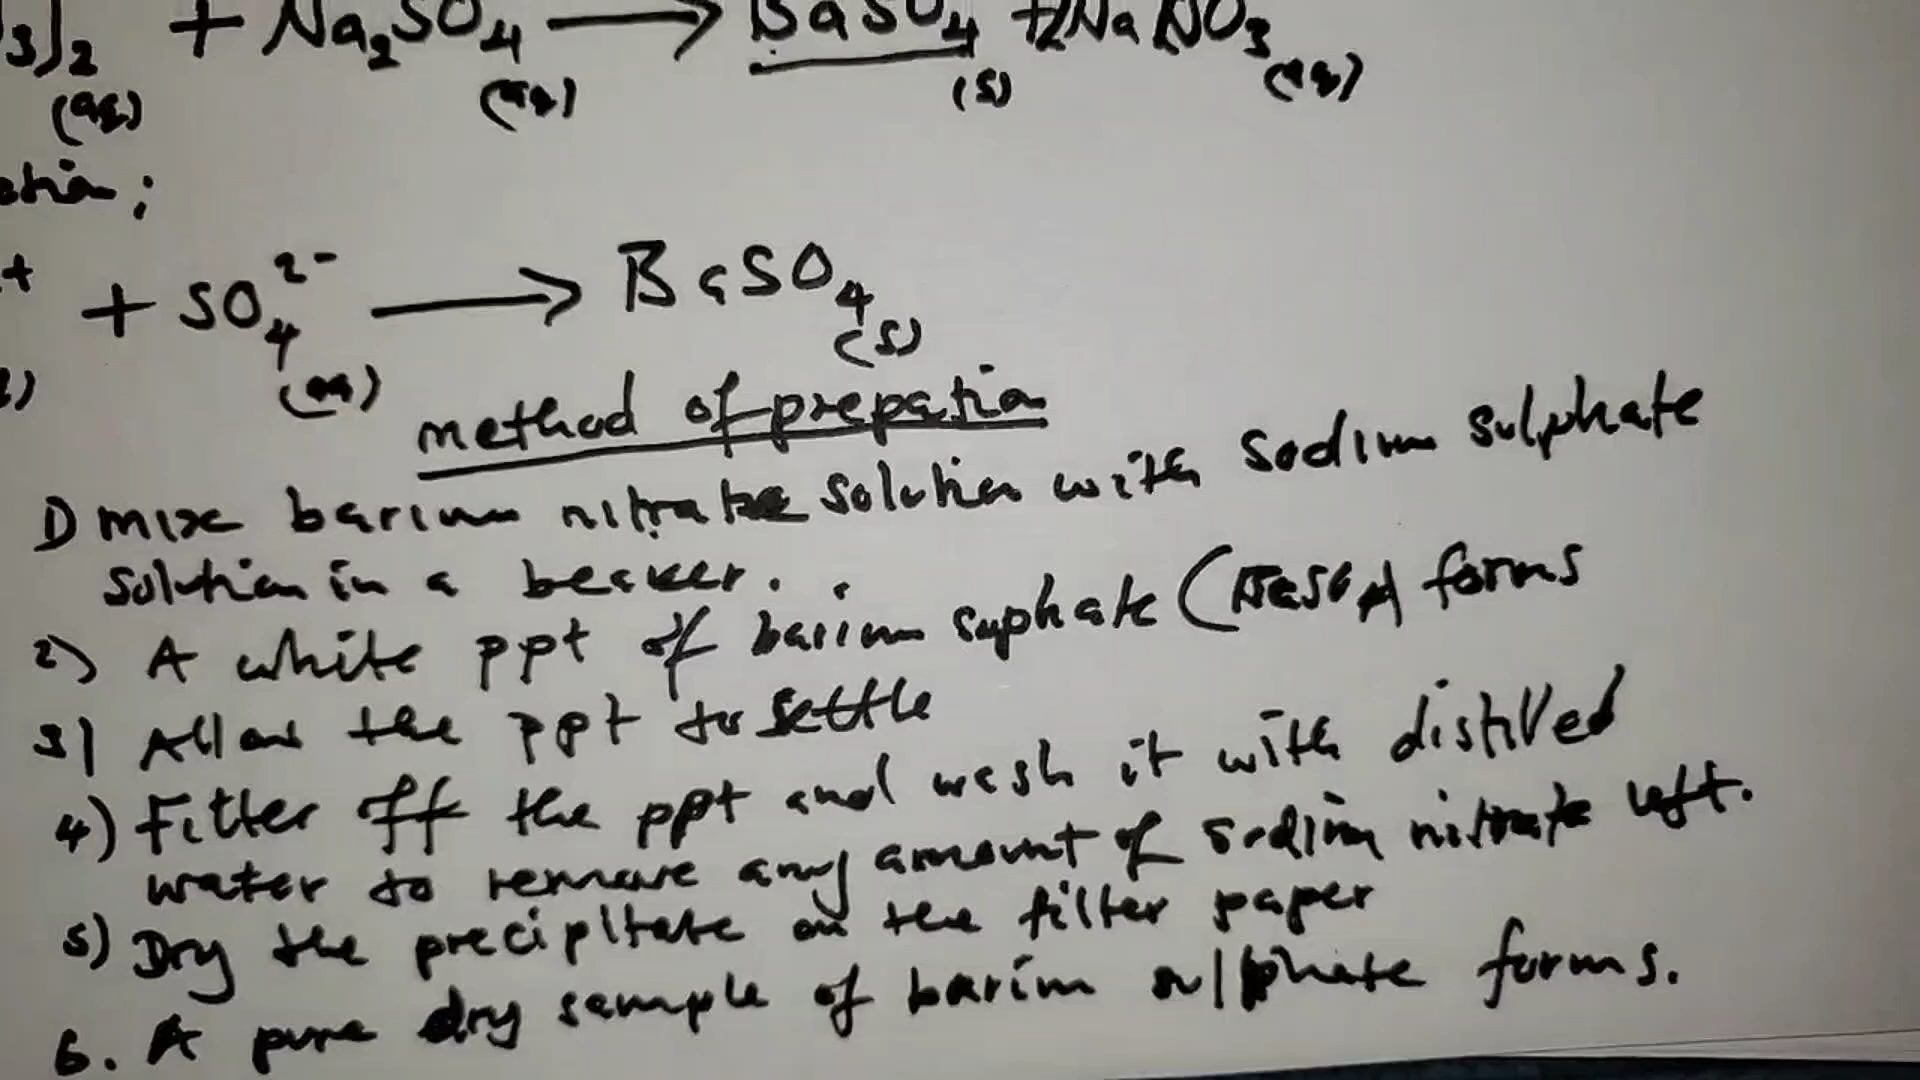 3)2 + Na2SO4 → BaSO4 + 2NaNO3
(aq) (aq) (s) (aq)
+ + SO4 2- → BaSO4
(aq) (s)
method of prepatia
1) mix barium nitrate solution with sodium sulphate
solution in a beaker.
2) A white ppt of barium suphate (BaSO4) forms
3) Allow the ppt to settle
4) Filter off the ppt and wash it with distilled
water to remove any amount of sodium nitrate left.
5) Dry the precipitate on the filter paper
6. A pure dry sample of barium sulphate forms.